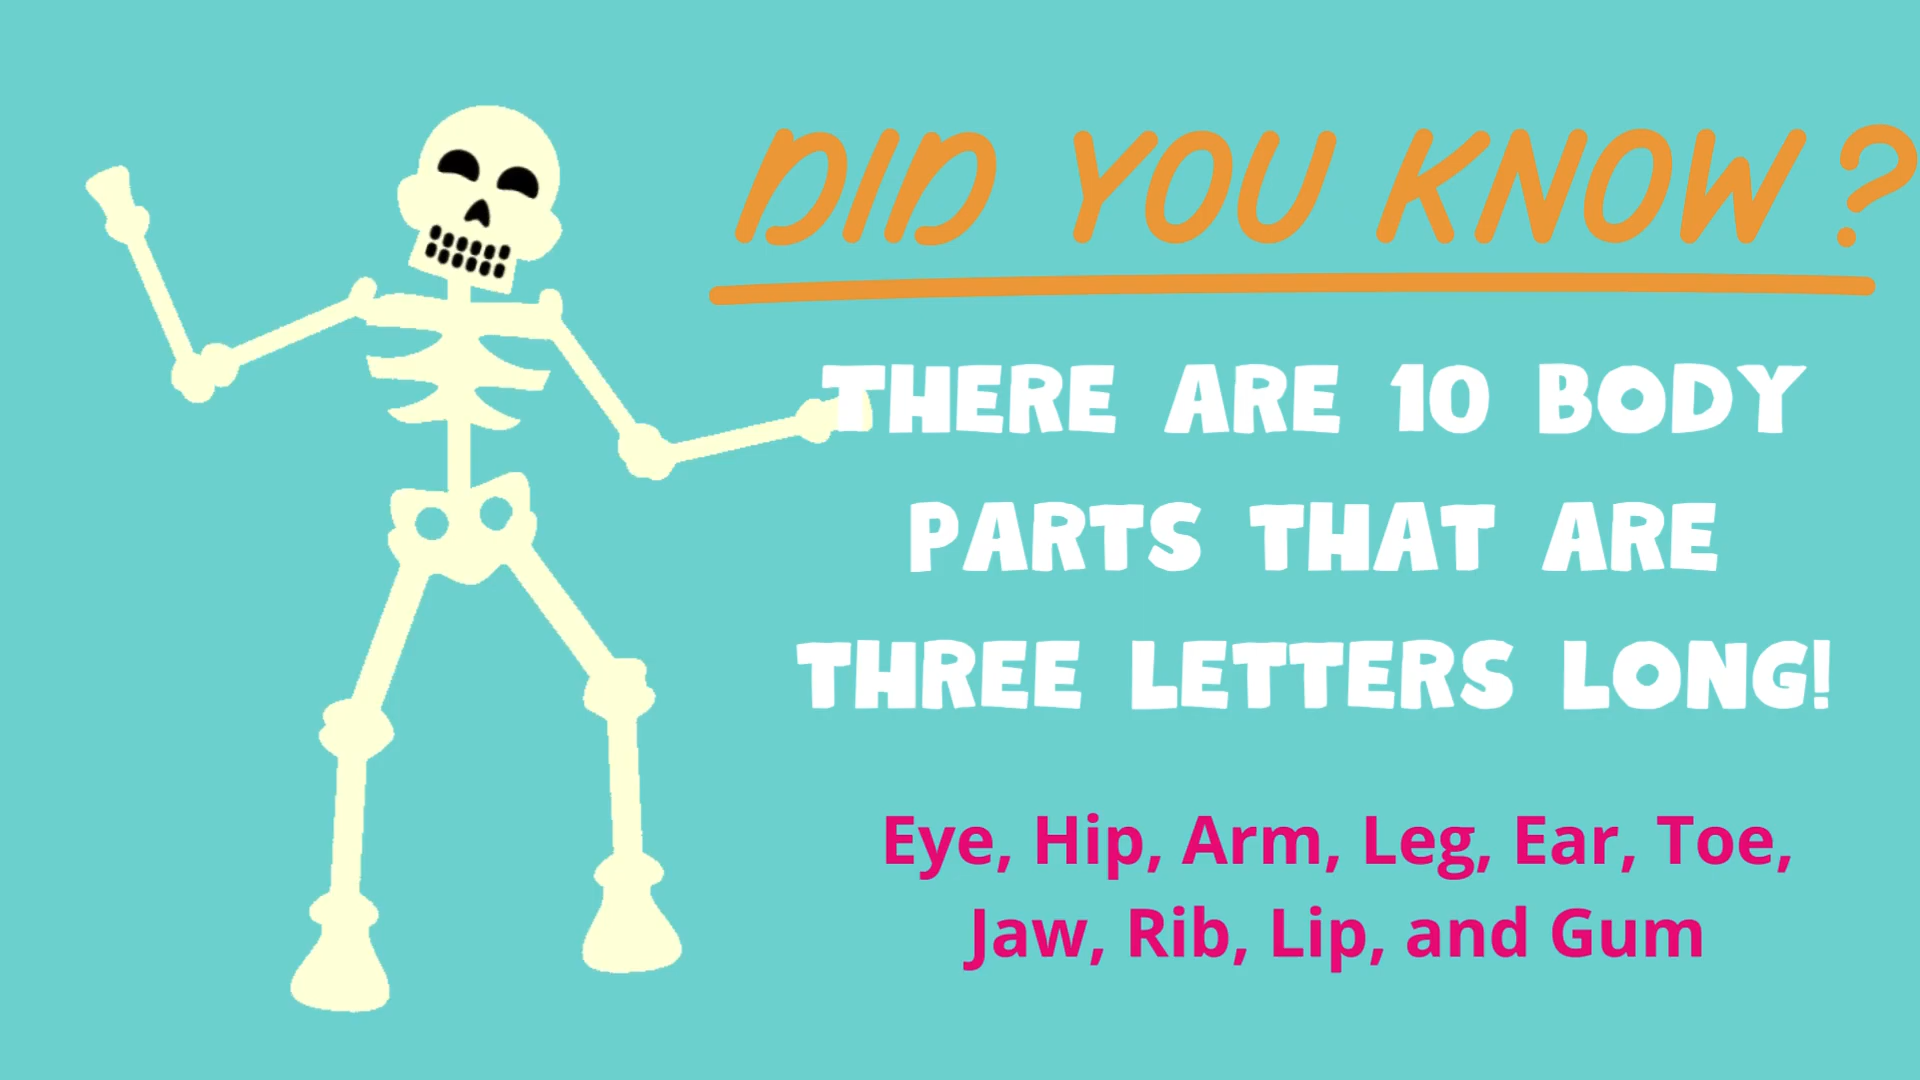 DID YOU KNOW?
THERE ARE 10 BODY
PARTS THAT ARE
THREE LETTERS LONG!
Eye, Hip, Arm, Leg, Ear, Toe,
Jaw, Rib, Lip, and Gum